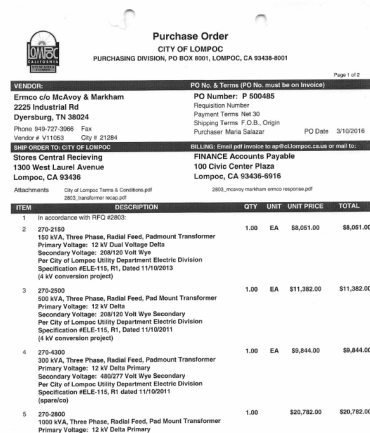 LOMPOC
CALIFORNIA
Purchase Order
CITY OF LOMPOC
PURCHASING DIVISION, PO BOX 8001, LOMPOC, CA 93438-8001
Page 1 of 2
VENDOR:
PO No. & Terms (PO No. must be on Invoice)
Ermco c/o McAvoy & Markham
2225 Industrial Rd
Dyersburg, TN 38024
Phone 949-727-3966 Fax
Vendor # V11053 City # 21284
PO Number: P 500485
Requisition Number
Payment Terms Net 30
Shipping Terms F.O.B., Origin
Purchaser Maria Salazar PO Date 3/10/2016
SHIP ORDER TO: CITY OF LOMPOC
BILLING: Email pdf invoice to ap@ci.lompoc.ca.us or mail to:
Stores Central Recieving
1300 West Laurel Avenue
Lompoc, CA 93436
FINANCE Accounts Payable
100 Civic Center Plaza
Lompoc, CA 93436-6916
Attachments City of Lompoc Terms & Conditions.pdf 2803_mcavoy markham ermco response.pdf
2803_transformer recap.pdf
ITEM DESCRIPTION QTY UNIT UNIT PRICE TOTAL
1 In accordance with RFQ #2803:
2 270-2150 1.00 EA $8,051.00 $8,051.00
150 kVA, Three Phase, Radial Feed, Padmount Transformer
Primary Voltage: 12 kV Dual Voltage Delta
Secondary Voltage: 208/120 Volt Wye
Per City of Lompoc Utility Department Electric Division
Specification #ELE-115, R1, Dated 11/10/2013
(4 kV conversion project)
3 270-2500 1.00 EA $11,382.00 $11,382.00
500 kVA, Three Phase, Radial Feed, Pad Mount Transformer
Primary Voltage: 12 kV Delta
Secondary Voltage: 208/120 Volt Wye Secondary
Per City of Lompoc Utility Department Electric Division
Specification #ELE-115, R1, Dated 11/10/2011
(4 kV conversion project)
4 270-4300 1.00 EA $9,844.00 $9,844.00
300 kVA, Three Phase, Radial Feed, Padmount Transformer
Primary Voltage: 12 kV Delta Primary
Secondary Voltage: 480/277 Volt Wye Secondary
Per City of Lompoc Utility Department Electric Division
Specification #ELE-115, R1 dated 11/10/2011
(spare/co)
5 270-2800 1.00 $20,782.00 $20,782.00
1000 kVA, Three Phase, Radial Feed, Pad Mount Transformer
Primary Voltage: 12 kV Delta Primary